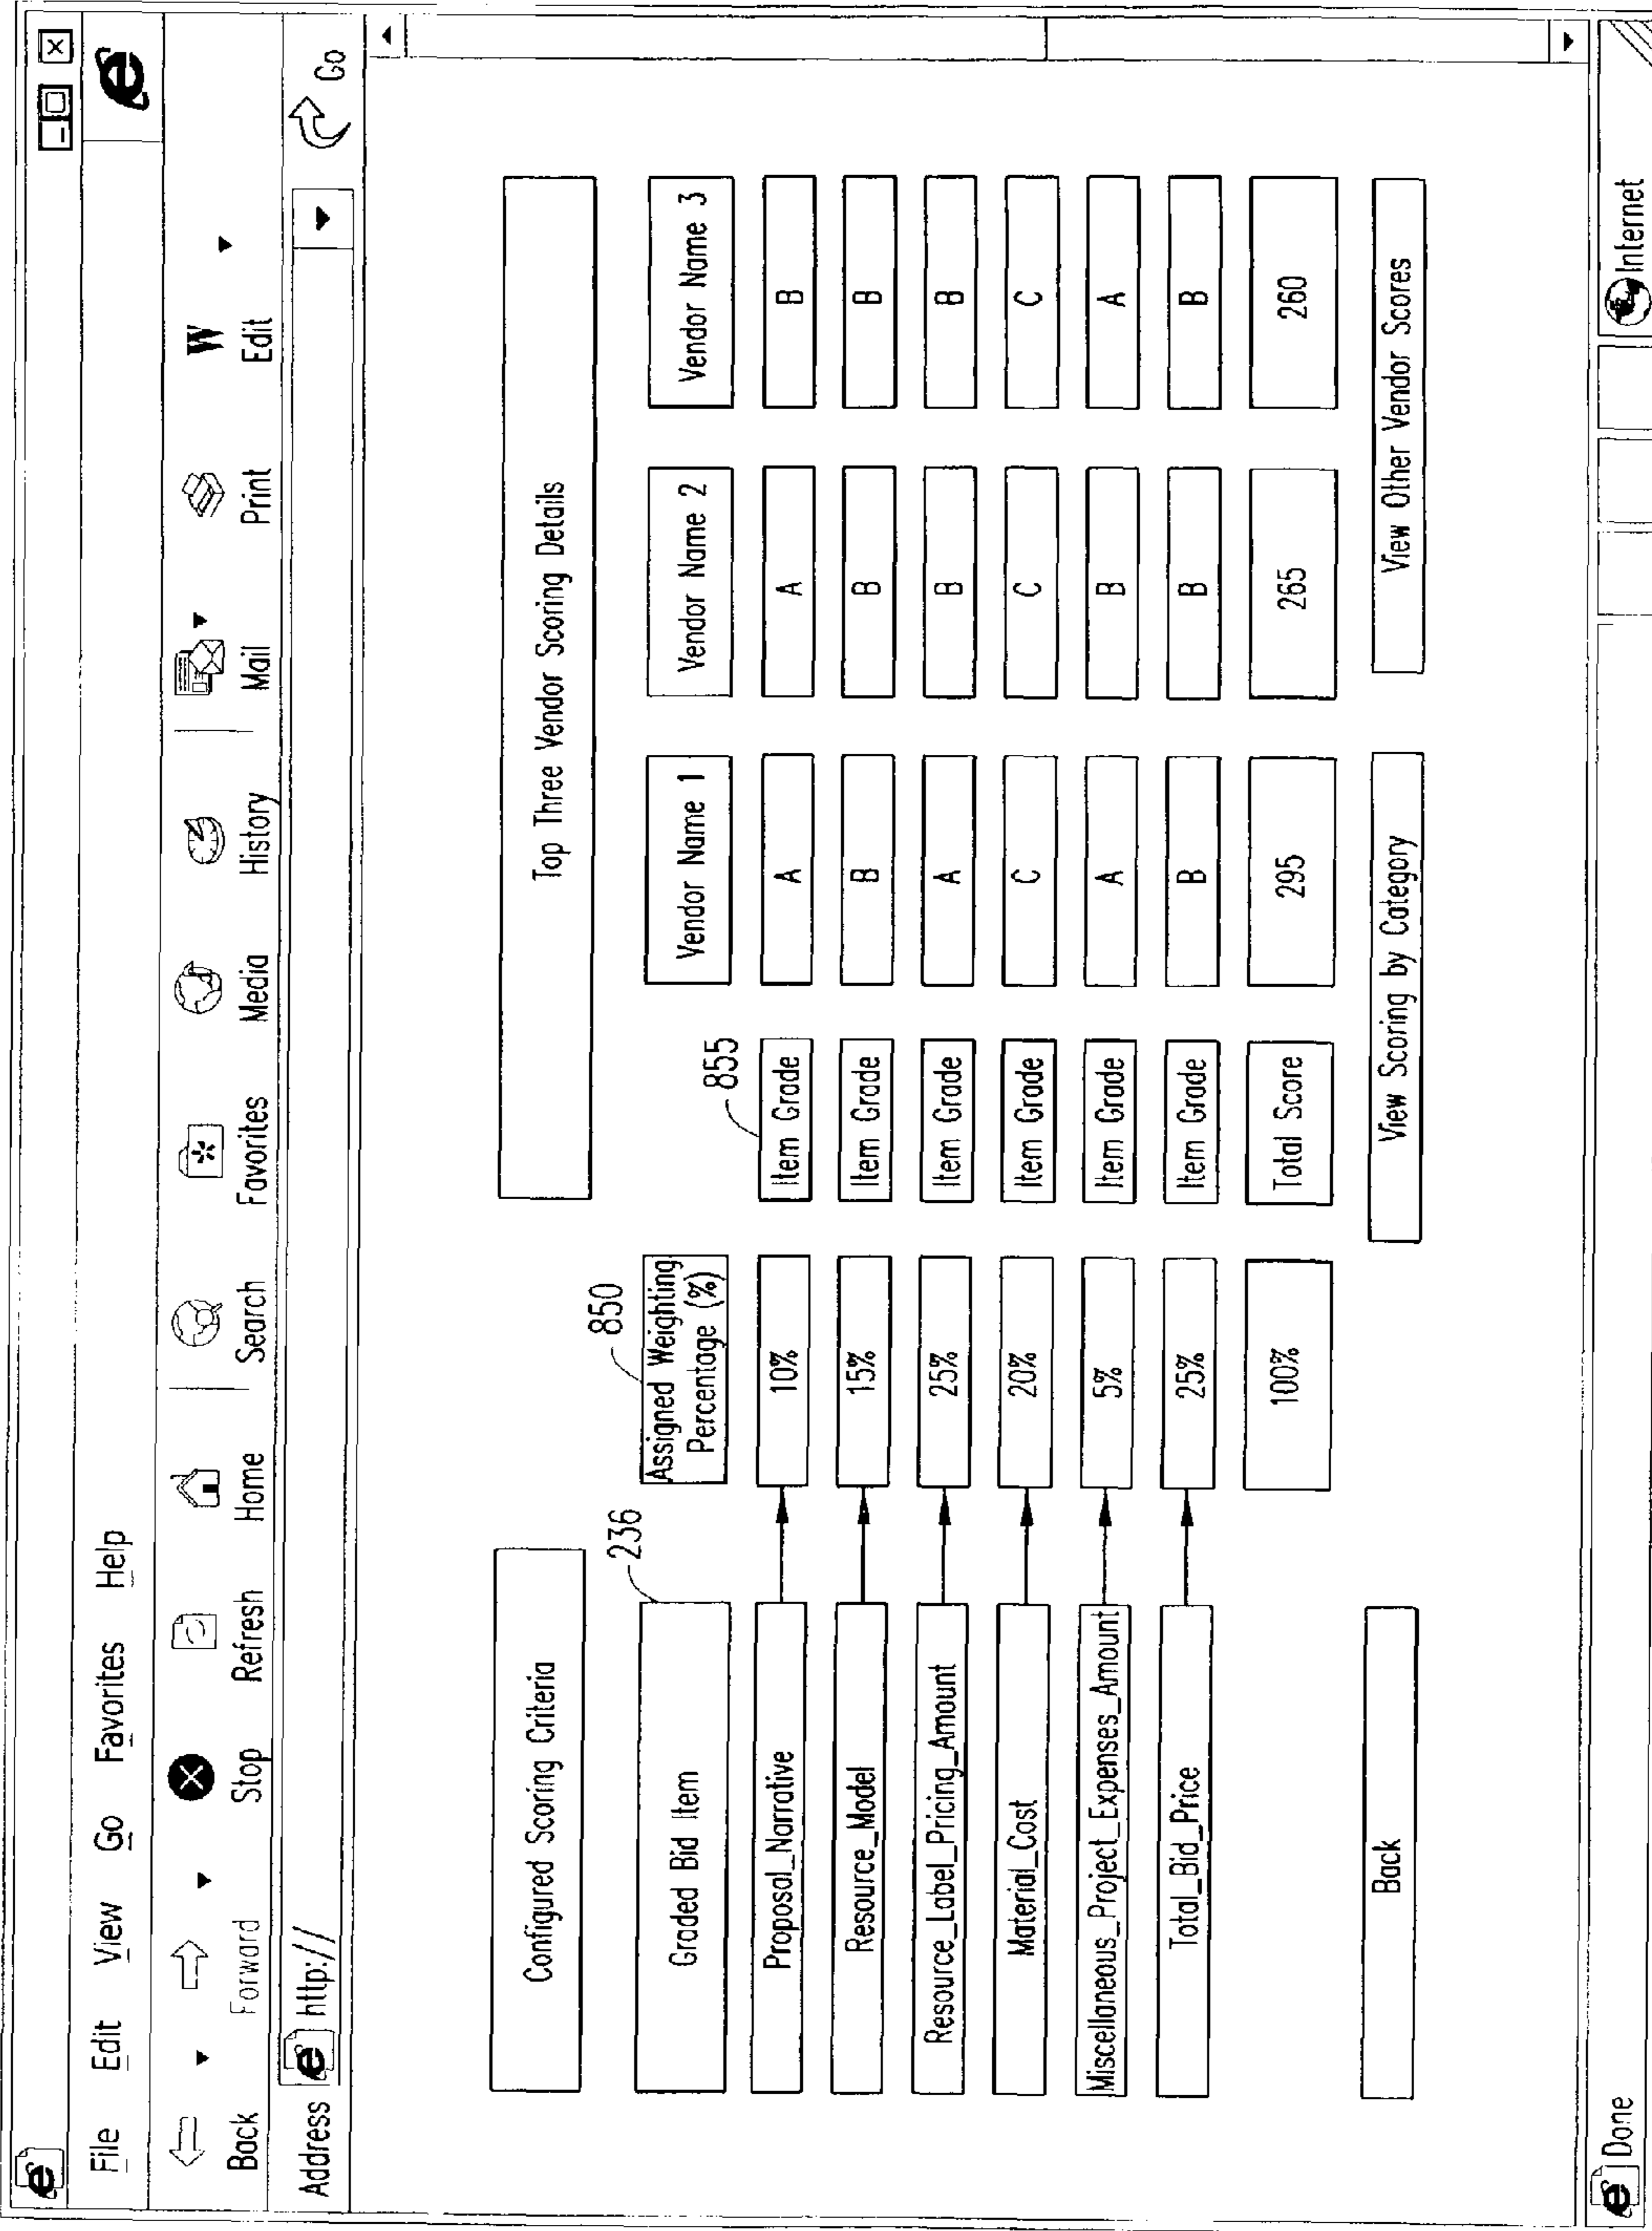 File Edit View Go Favorites Help
Back Forward Stop Refresh Home Search Favorites Media History Mail Print Edit
Address http:// Go
Configured Scoring Criteria Top Three Vendor Scoring Details
236 850 855
Graded Bid Item Assigned Weighting Percentage (%) Vendor Name 1 Vendor Name 2 Vendor Name 3
Proposal_Narrative 10% Item Grade A A B
Resource_Model 15% Item Grade B B B
Resource_Label_Pricing_Amount 25% Item Grade A B B
Material_Cost 20% Item Grade C C C
Miscellaneous_Project_Expenses_Amount 5% Item Grade A B A
Total_Bid_Price 25% Item Grade B B B
100% Total Score 295 265 260
Back View Scoring by Category View Other Vendor Scores
Done Internet